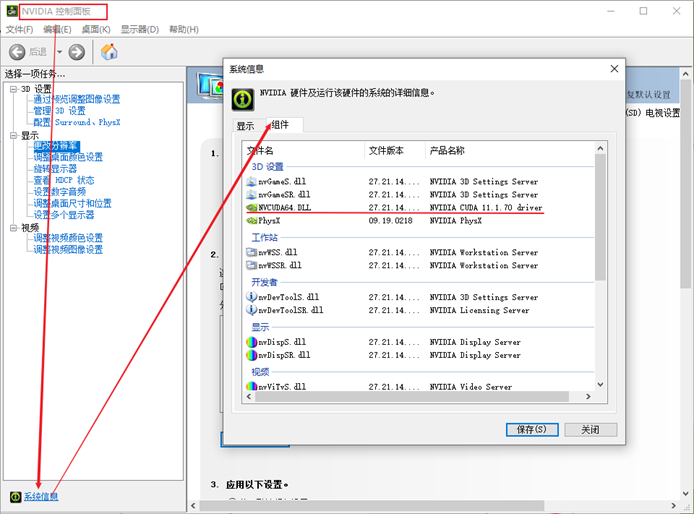 NVIDIA 控制面板
文件(F) 编辑(E) 桌面(K) 显示器(D) 帮助(H)
后退
选择一项任务...
3D 设置
通过预览调整图像设置
管理 3D 设置
配置 Surround、PhysX
显示
更改分辨率
调整桌面颜色设置
旋转显示器
查看 HDCP 状态
设置数字音频
调整桌面尺寸和位置
设置多个显示器
视频
调整视频颜色设置
调整视频图像设置
系统信息
复默认设置
(SD) 电视设置
1.
2.
3. 应用以下设置。
系统信息
NVIDIA 硬件及运行该硬件的系统的详细信息。
显示 组件
文件名 文件版本 产品名称
3D 设置
nvGameS.dll 27.21.14.... NVIDIA 3D Settings Server
nvGameSR.dll 27.21.14.... NVIDIA 3D Settings Server
NVCUDA64.DLL 27.21.14.... NVIDIA CUDA 11.1.70 driver
PhysX 09.19.0218 NVIDIA PhysX
工作站
nvWSS.dll 27.21.14.... NVIDIA Workstation Server
nvWSSR.dll 27.21.14.... NVIDIA Workstation Server
开发者
nvDevToolS.dll 27.21.14.... NVIDIA 3D Settings Server
nvDevToolSR.dll 27.21.14.... NVIDIA Licensing Server
显示
nvDispS.dll 27.21.14.... NVIDIA Display Server
nvDispSR.dll 27.21.14.... NVIDIA Display Server
视频
nvViTvS.dll 27.21.14.... NVIDIA Video Server
保存(S) 关闭